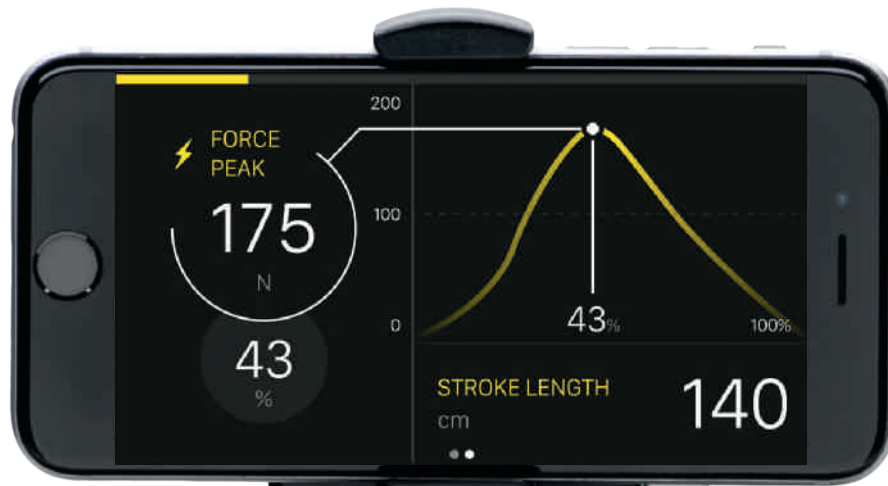 FORCE
PEAK
175
N
43
%
200
100
0
43%
100%
STROKE LENGTH
cm
140